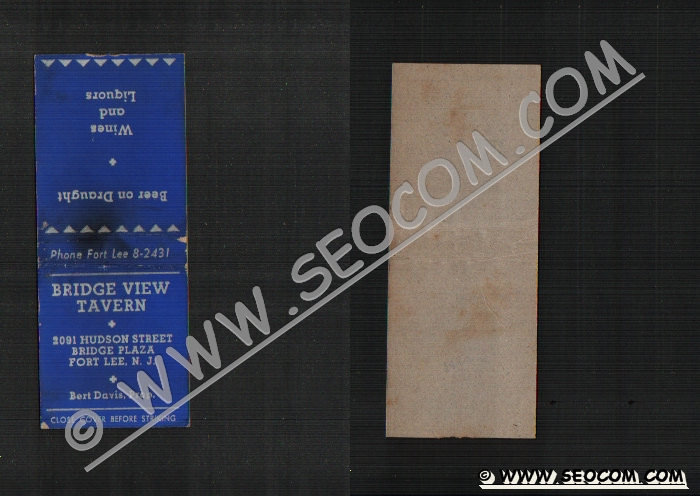 Beer on Draught
Wines
and
Liquors
Phone Fort Lee 8-2431
BRIDGE VIEW
TAVERN
2091 HUDSON STREET
BRIDGE PLAZA
FORT LEE, N. J.
Bert Davis, Prop.
CLOSE COVER BEFORE STRIKING
© WWW.SEOCOM.COM
© WWW.SEOCOM.COM